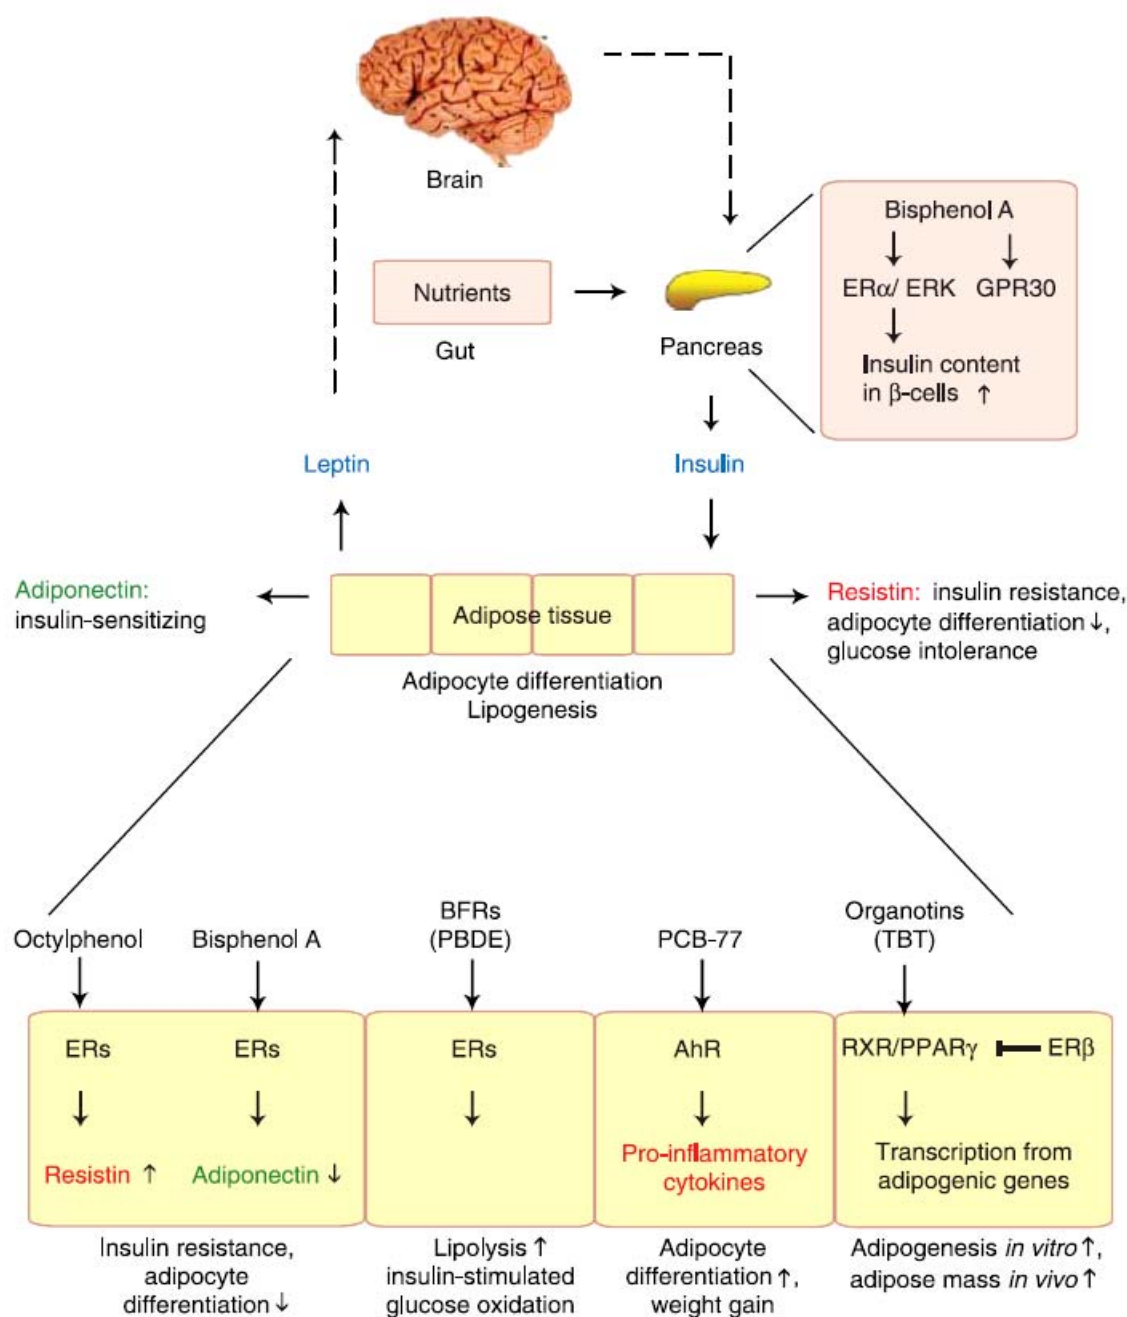 Brain
Bisphenol A
ERα/ ERK GPR30
Insulin content
in β-cells ↑
Nutrients
Gut
Pancreas
Leptin
Insulin
Adiponectin:
insulin-sensitizing
Adipose tissue
Adipocyte differentiation
Lipogenesis
Resistin: insulin resistance,
adipocyte differentiation ↓,
glucose intolerance
Octylphenol
Bisphenol A
BFRs
(PBDE)
PCB-77
Organotins
(TBT)
ERs
ERs
ERs
AhR
RXR/PPARγ
ERβ
Resistin ↑
Adiponectin ↓
Pro-inflammatory
cytokines
Transcription from
adipogenic genes
Insulin resistance,
adipocyte
differentiation ↓
Lipolysis ↑
insulin-stimulated
glucose oxidation
Adipocyte
differentiation ↑,
weight gain
Adipogenesis in vitro ↑,
adipose mass in vivo ↑